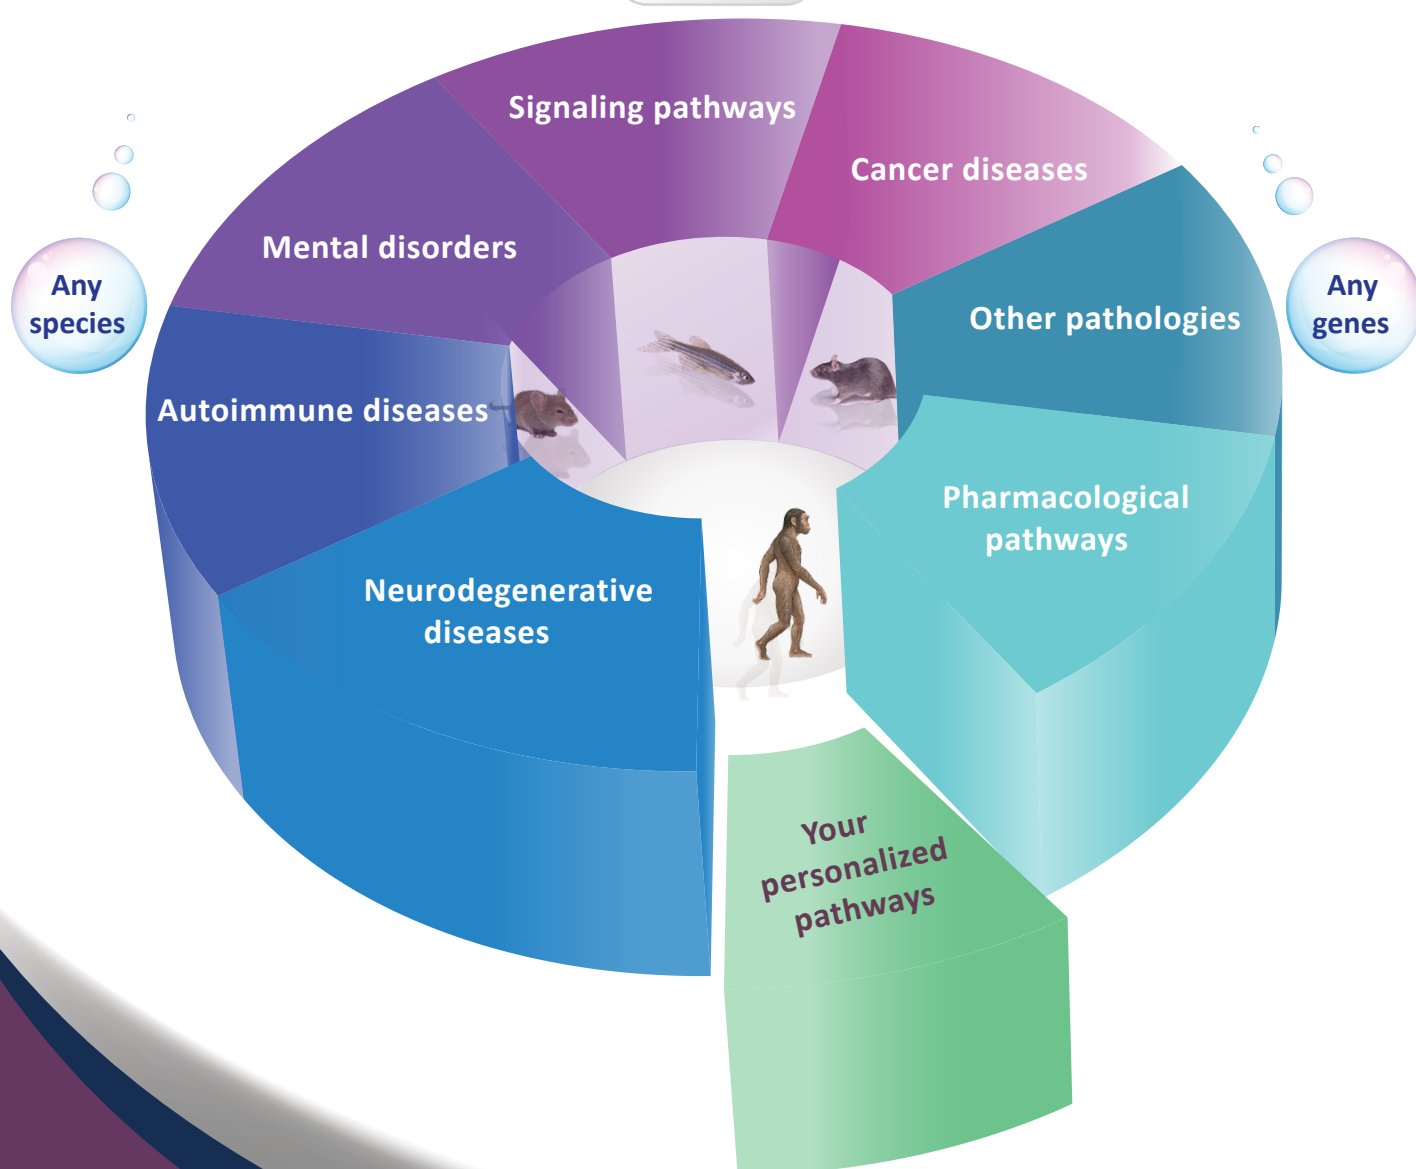 Signaling pathways
Cancer diseases
Mental disorders
Any
species
Any
genes
Other pathologies
Autoimmune diseases
Pharmacological
pathways
Neurodegenerative
diseases
Your
personalized
pathways